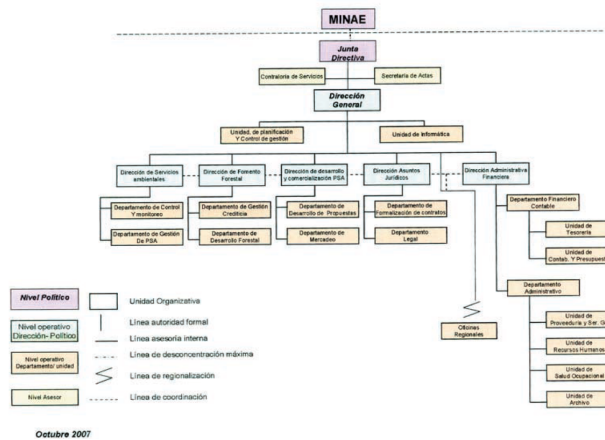 MINAE
Junta
Directiva
Contraloría de Servicios
Secretaría de Actas
Dirección
General
Unidad. de planificación
Y Control de gestión
Unidad de Informática
Dirección de Servicios
ambientales
Dirección de Fomento
Forestal
Dirección de desarrollo
y comercialización PSA
Dirección Asuntos
Jurídicos
Dirección Administrativa
Financiera
Departamento de Control
Y monitoreo
Departamento de Gestión
Crediticia
Departamento de
Desarrollo de Propuestas
Departamento de
Formalización de contratos
Departamento Financiero
Contable
Departamento de Gestión
De PSA
Departamento de
Desarrollo Forestal
Departamento de
Mercadeo
Departamento
Legal
Unidad de
Tesorería
Unidad de
Contab. Y Presupuesto
Departamento
Administrativo
Oficinas
Regionales
Unidad de
Proveeduría y Ser. G
Unidad de
Recursos Humanos
Unidad de
Salud Ocupacional
Unidad de
Archivo
Nivel Político
Unidad Organizativa
Nivel operativo
Dirección- Político
Línea autoridad formal
Línea asesoría interna
Nivel operativo
Departamento/ unidad
Línea de desconcentración máxima
Línea de regionalización
Nivel Asesor
Línea de coordinación
Octubre 2007